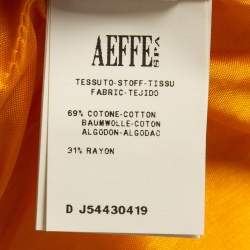 AEFFE SPA
TESSUTO-STOFF-TISSU
FABRIC-TEJIDO
69% COTONE-COTTON
BAUMWOLLE-COTON
ALGODON-ALGODAO
31% RAYON
D J54430419